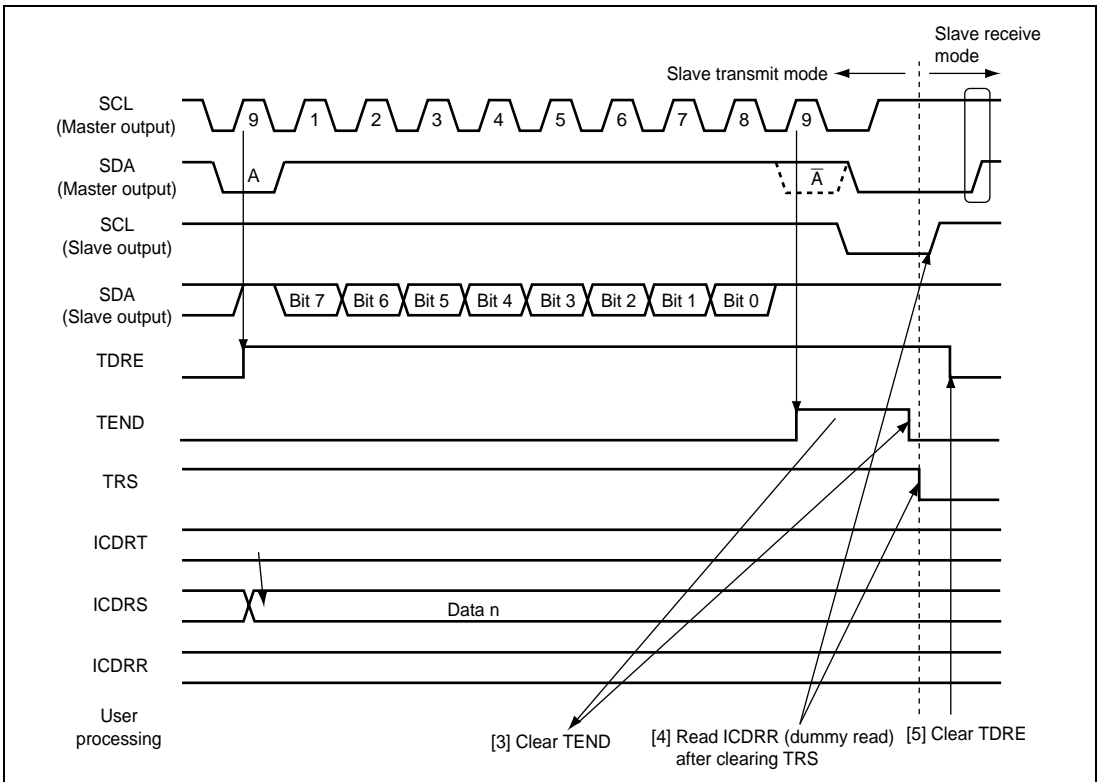 Slave receive
mode
Slave transmit mode
SCL
(Master output)
9 1 2 3 4 5 6 7 8 9
SDA
(Master output)
A A̅
SCL
(Slave output)
SDA
(Slave output)
Bit 7 Bit 6 Bit 5 Bit 4 Bit 3 Bit 2 Bit 1 Bit 0
TDRE
TEND
TRS
ICDRT
ICDRS
Data n
ICDRR
User
processing
[3] Clear TEND
[4] Read ICDRR (dummy read)
after clearing TRS
[5] Clear TDRE